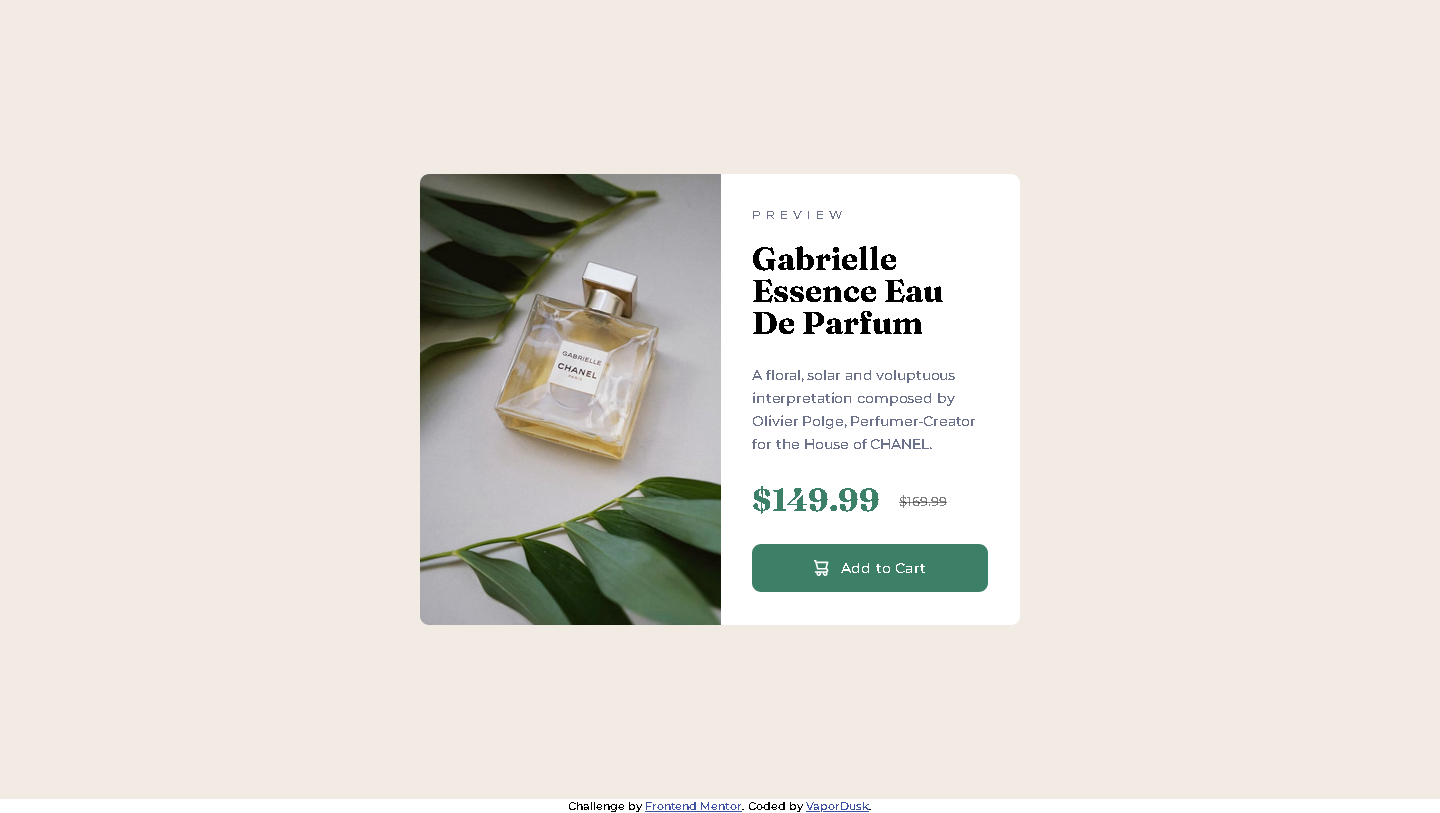 GABRIELLE
CHANEL
PARIS
PREVIEW
Gabrielle
Essence Eau
De Parfum
A floral, solar and voluptuous
interpretation composed by
Olivier Polge, Perfumer-Creator
for the House of CHANEL.
$149.99 $169.99
Add to Cart
Challenge by Frontend Mentor. Coded by VaporDusk.